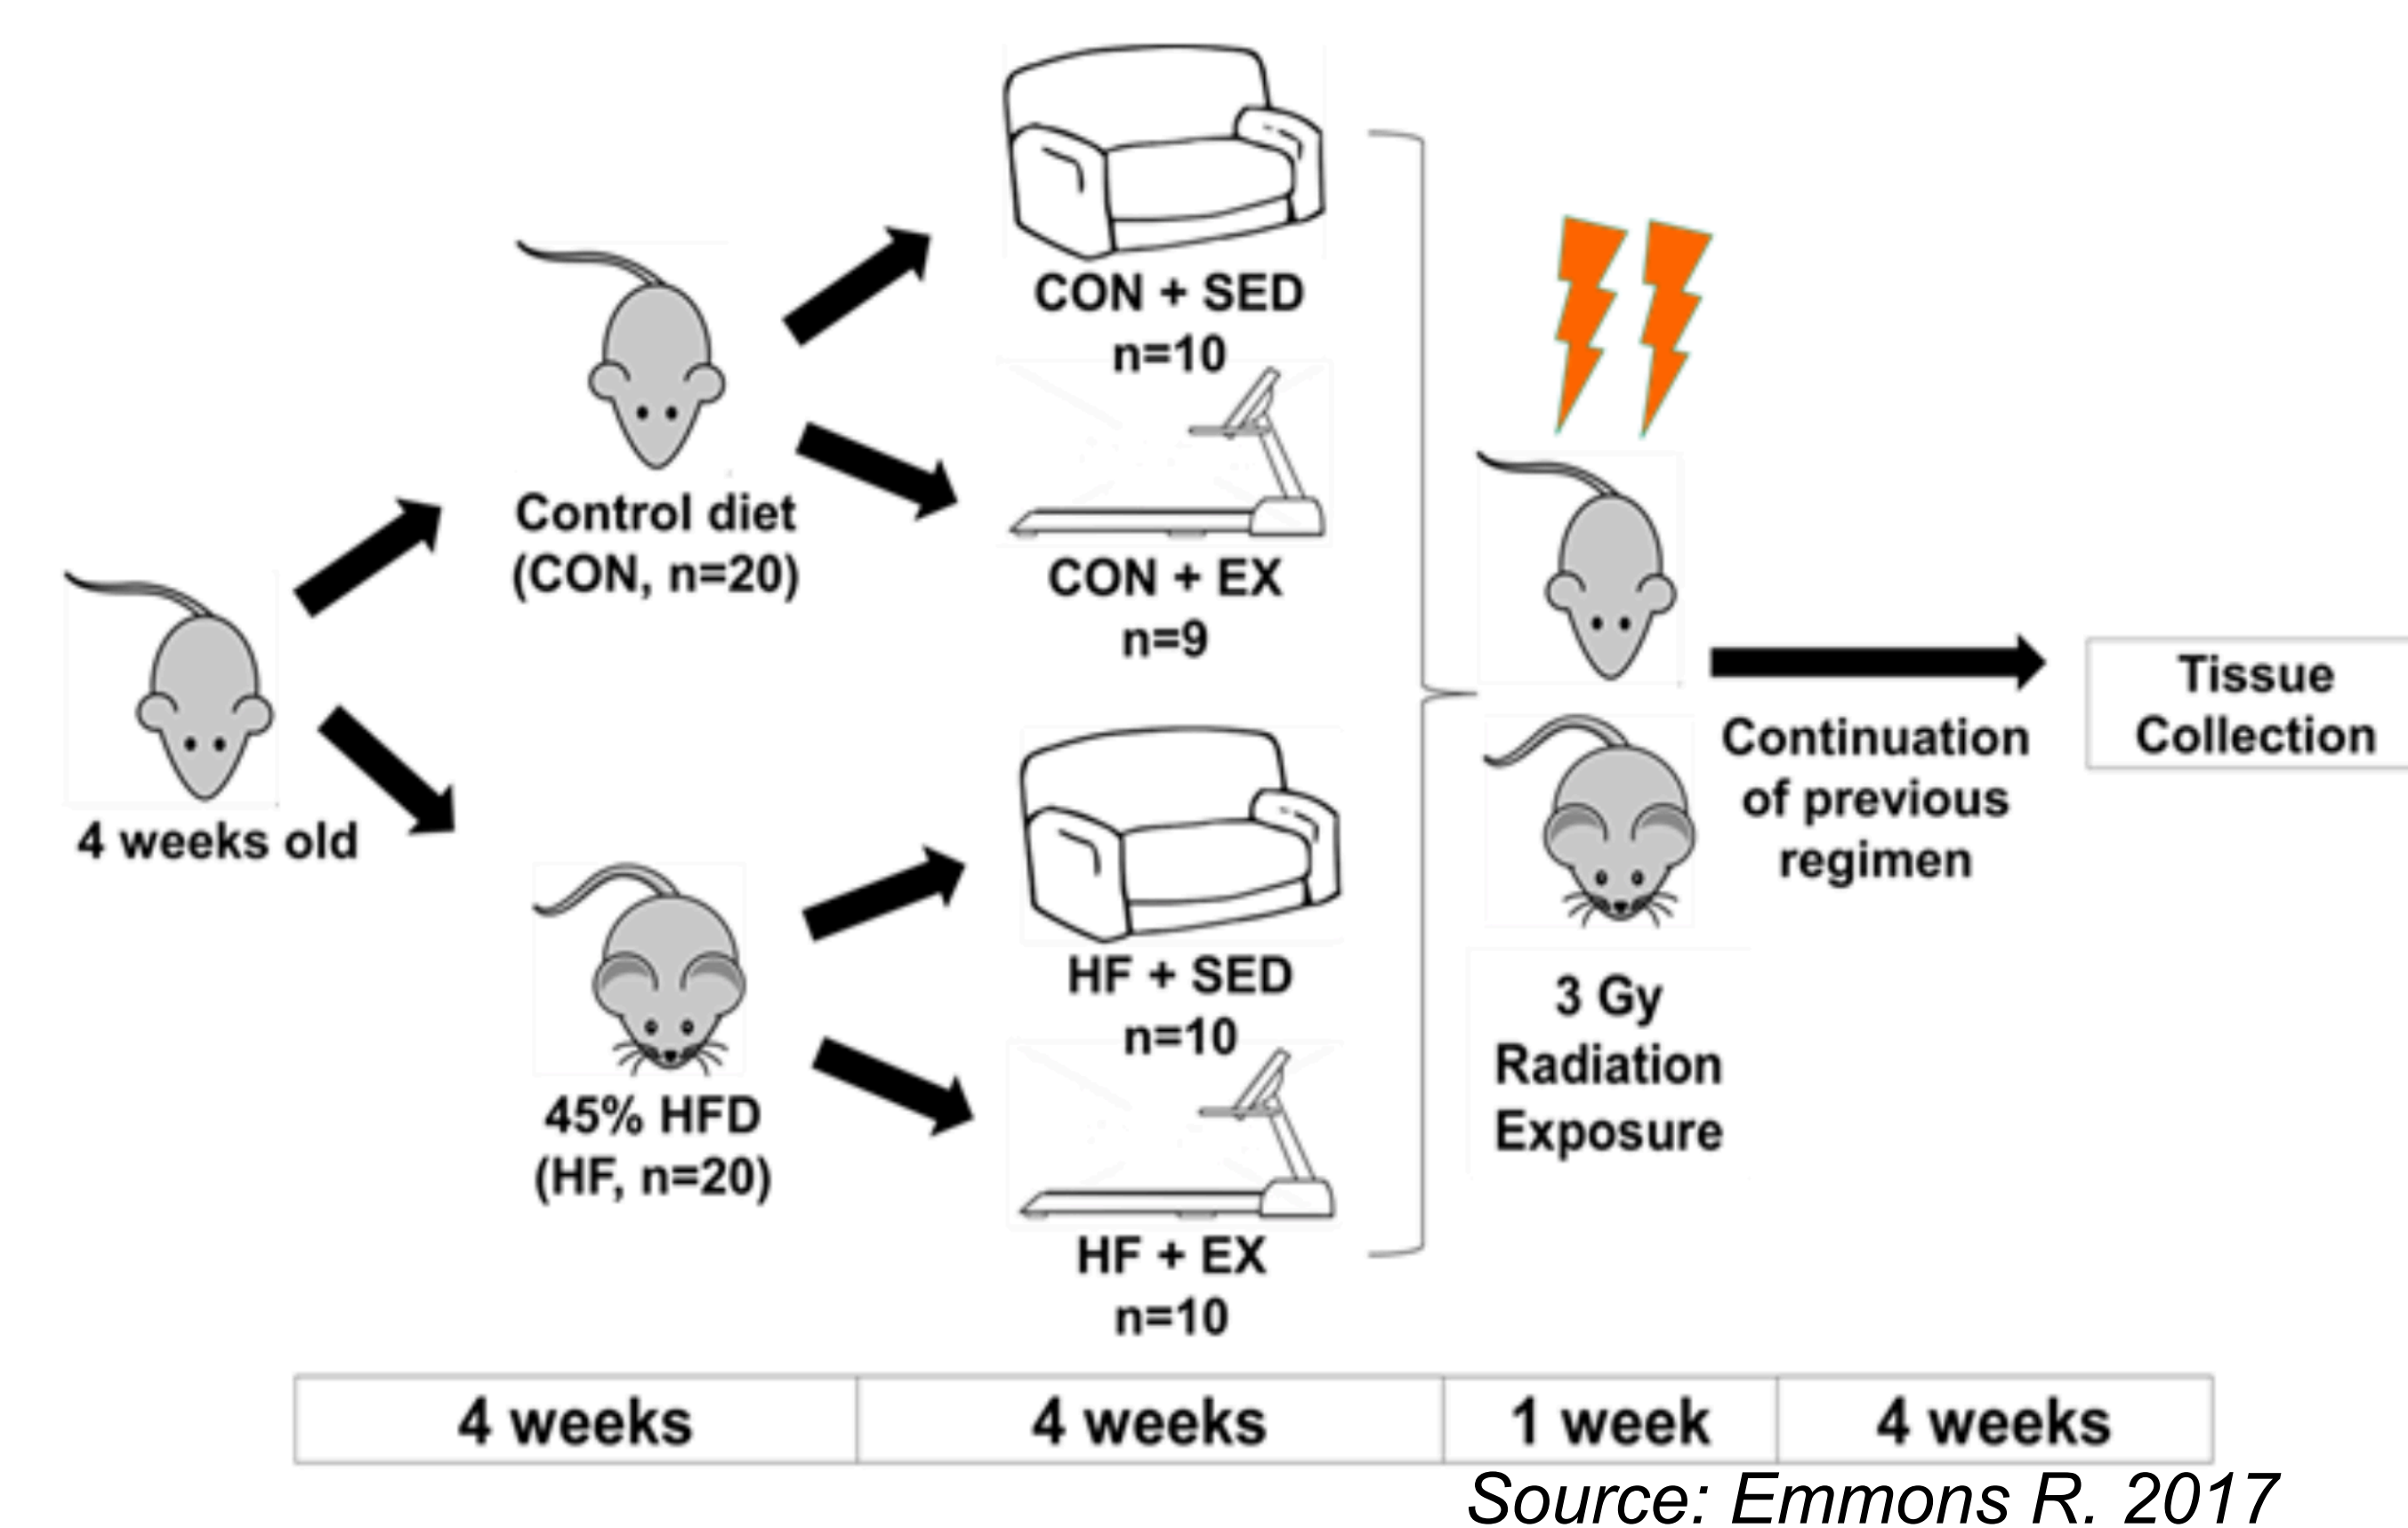 4 weeks old
Control diet
(CON, n=20)
45% HFD
(HF, n=20)
CON + SED
n=10
CON + EX
n=9
HF + SED
n=10
HF + EX
n=10
3 Gy
Radiation
Exposure
Continuation
of previous
regimen
Tissue
Collection
4 weeks
4 weeks
1 week
4 weeks
Source: Emmons R. 2017